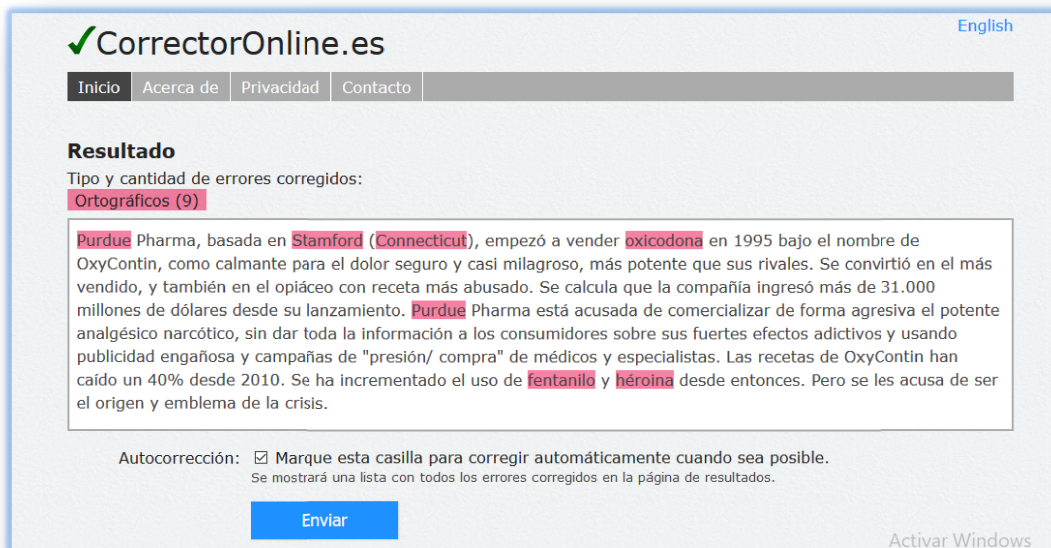 English
✓CorrectorOnline.es
Inicio Acerca de Privacidad Contacto
Resultado
Tipo y cantidad de errores corregidos:
Ortográficos (9)
Purdue Pharma, basada en Stamford (Connecticut), empezó a vender oxicodona en 1995 bajo el nombre de
OxyContin, como calmante para el dolor seguro y casi milagroso, más potente que sus rivales. Se convirtió en el más
vendido, y también en el opiáceo con receta más abusado. Se calcula que la compañía ingresó más de 31.000
millones de dólares desde su lanzamiento. Purdue Pharma está acusada de comercializar de forma agresiva el potente
analgésico narcótico, sin dar toda la información a los consumidores sobre sus fuertes efectos adictivos y usando
publicidad engañosa y campañas de "presión/ compra" de médicos y especialistas. Las recetas de OxyContin han
caído un 40% desde 2010. Se ha incrementado el uso de fentanilo y héroina desde entonces. Pero se les acusa de ser
el origen y emblema de la crisis.
Autocorrección: ☑ Marque esta casilla para corregir automáticamente cuando sea posible.
Se mostrará una lista con todos los errores corregidos en la página de resultados.
Enviar
Activar Windows